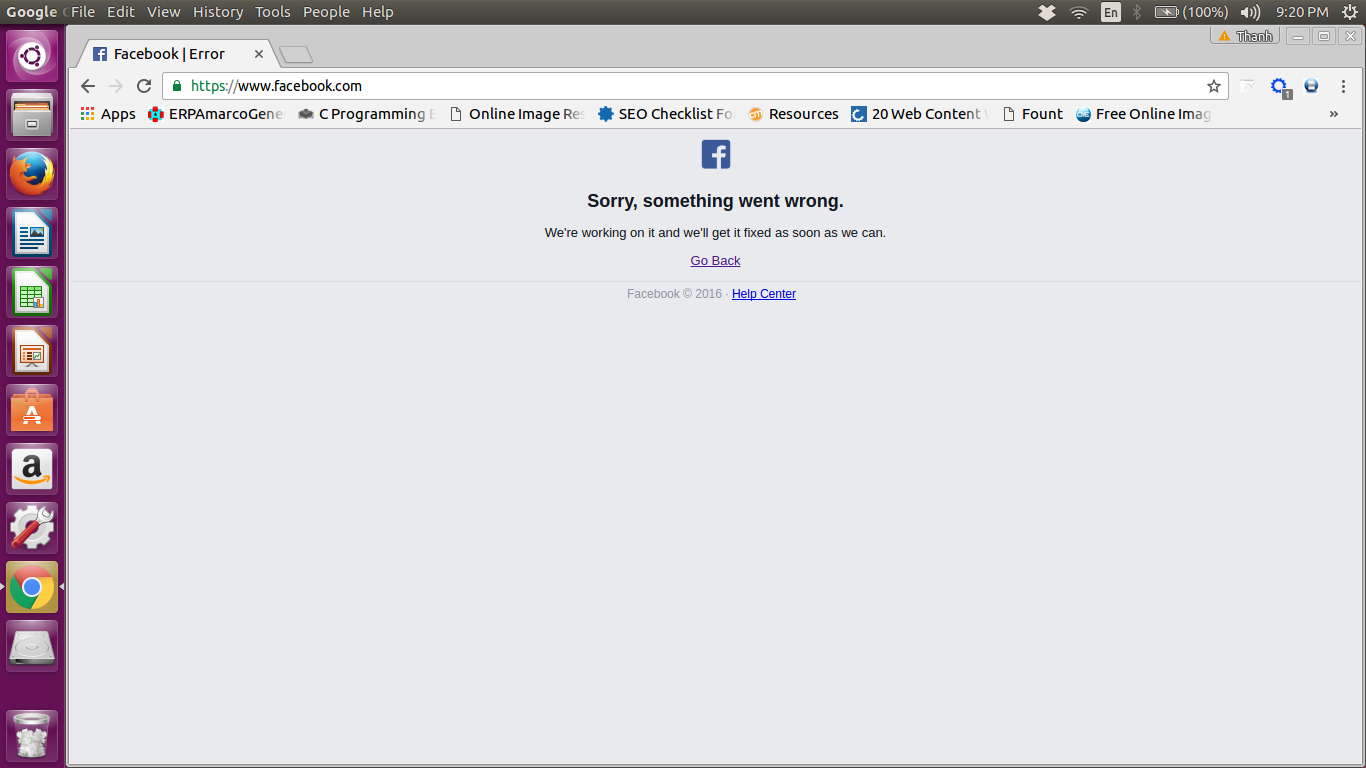 Google File Edit View History Tools People Help En (100%) 9:20 PM
Thanh
Facebook | Error
https://www.facebook.com 1
Apps ERPAmarcoGene C Programming Online Image Res SEO Checklist Fo Resources 20 Web Content Fount Free Online Imag »
Sorry, something went wrong.
We're working on it and we'll get it fixed as soon as we can.
Go Back
Facebook © 2016 · Help Center